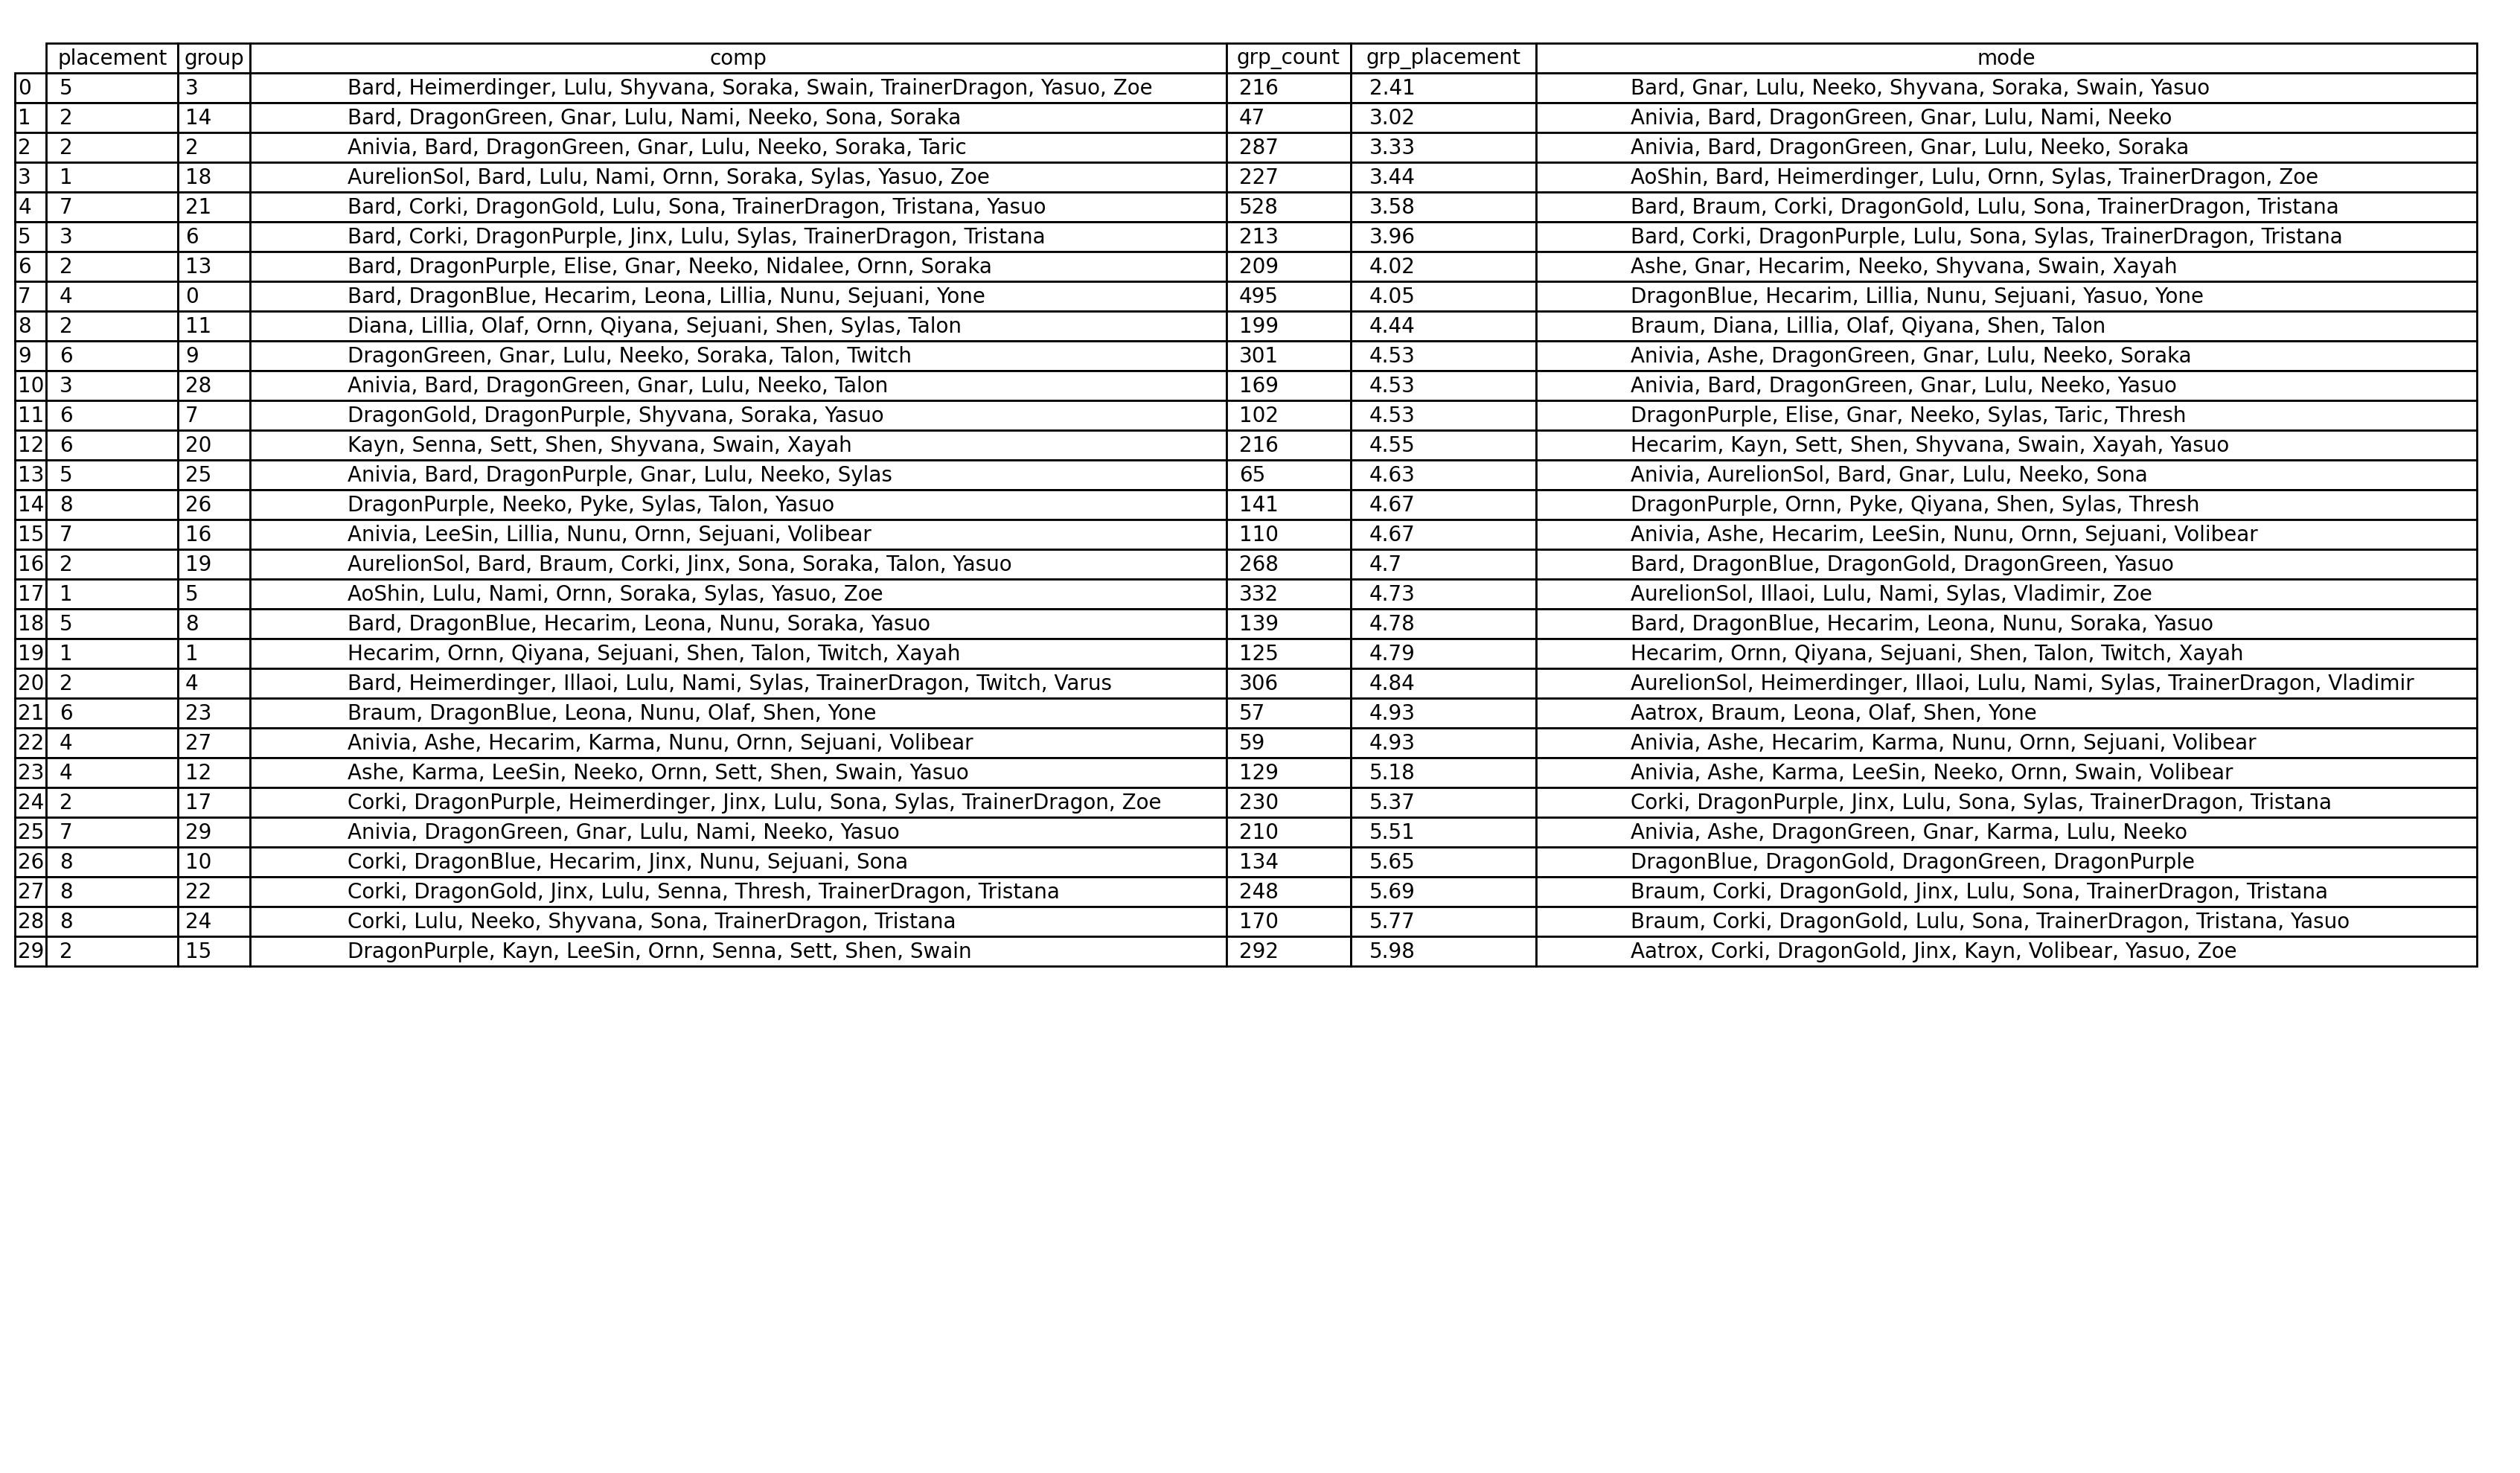 placement group comp grp_count grp_placement mode
0 5 3 Bard, Heimerdinger, Lulu, Shyvana, Soraka, Swain, TrainerDragon, Yasuo, Zoe 216 2.41 Bard, Gnar, Lulu, Neeko, Shyvana, Soraka, Swain, Yasuo
1 2 14 Bard, DragonGreen, Gnar, Lulu, Nami, Neeko, Sona, Soraka 47 3.02 Anivia, Bard, DragonGreen, Gnar, Lulu, Nami, Neeko
2 2 2 Anivia, Bard, DragonGreen, Gnar, Lulu, Neeko, Soraka, Taric 287 3.33 Anivia, Bard, DragonGreen, Gnar, Lulu, Neeko, Soraka
3 1 18 AurelionSol, Bard, Lulu, Nami, Ornn, Soraka, Sylas, Yasuo, Zoe 227 3.44 AoShin, Bard, Heimerdinger, Lulu, Ornn, Sylas, TrainerDragon, Zoe
4 7 21 Bard, Corki, DragonGold, Lulu, Sona, TrainerDragon, Tristana, Yasuo 528 3.58 Bard, Braum, Corki, DragonGold, Lulu, Sona, TrainerDragon, Tristana
5 3 6 Bard, Corki, DragonPurple, Jinx, Lulu, Sylas, TrainerDragon, Tristana 213 3.96 Bard, Corki, DragonPurple, Lulu, Sona, Sylas, TrainerDragon, Tristana
6 2 13 Bard, DragonPurple, Elise, Gnar, Neeko, Nidalee, Ornn, Soraka 209 4.02 Ashe, Gnar, Hecarim, Neeko, Shyvana, Swain, Xayah
7 4 0 Bard, DragonBlue, Hecarim, Leona, Lillia, Nunu, Sejuani, Yone 495 4.05 DragonBlue, Hecarim, Lillia, Nunu, Sejuani, Yasuo, Yone
8 2 11 Diana, Lillia, Olaf, Ornn, Qiyana, Sejuani, Shen, Sylas, Talon 199 4.44 Braum, Diana, Lillia, Olaf, Qiyana, Shen, Talon
9 6 9 DragonGreen, Gnar, Lulu, Neeko, Soraka, Talon, Twitch 301 4.53 Anivia, Ashe, DragonGreen, Gnar, Lulu, Neeko, Soraka
10 3 28 Anivia, Bard, DragonGreen, Gnar, Lulu, Neeko, Talon 169 4.53 Anivia, Bard, DragonGreen, Gnar, Lulu, Neeko, Yasuo
11 6 7 DragonGold, DragonPurple, Shyvana, Soraka, Yasuo 102 4.53 DragonPurple, Elise, Gnar, Neeko, Sylas, Taric, Thresh
12 6 20 Kayn, Senna, Sett, Shen, Shyvana, Swain, Xayah 216 4.55 Hecarim, Kayn, Sett, Shen, Shyvana, Swain, Xayah, Yasuo
13 5 25 Anivia, Bard, DragonPurple, Gnar, Lulu, Neeko, Sylas 65 4.63 Anivia, AurelionSol, Bard, Gnar, Lulu, Neeko, Sona
14 8 26 DragonPurple, Neeko, Pyke, Sylas, Talon, Yasuo 141 4.67 DragonPurple, Ornn, Pyke, Qiyana, Shen, Sylas, Thresh
15 7 16 Anivia, LeeSin, Lillia, Nunu, Ornn, Sejuani, Volibear 110 4.67 Anivia, Ashe, Hecarim, LeeSin, Nunu, Ornn, Sejuani, Volibear
16 2 19 AurelionSol, Bard, Braum, Corki, Jinx, Sona, Soraka, Talon, Yasuo 268 4.7 Bard, DragonBlue, DragonGold, DragonGreen, Yasuo
17 1 5 AoShin, Lulu, Nami, Ornn, Soraka, Sylas, Yasuo, Zoe 332 4.73 AurelionSol, Illaoi, Lulu, Nami, Sylas, Vladimir, Zoe
18 5 8 Bard, DragonBlue, Hecarim, Leona, Nunu, Soraka, Yasuo 139 4.78 Bard, DragonBlue, Hecarim, Leona, Nunu, Soraka, Yasuo
19 1 1 Hecarim, Ornn, Qiyana, Sejuani, Shen, Talon, Twitch, Xayah 125 4.79 Hecarim, Ornn, Qiyana, Sejuani, Shen, Talon, Twitch, Xayah
20 2 4 Bard, Heimerdinger, Illaoi, Lulu, Nami, Sylas, TrainerDragon, Twitch, Varus 306 4.84 AurelionSol, Heimerdinger, Illaoi, Lulu, Nami, Sylas, TrainerDragon, Vladimir
21 6 23 Braum, DragonBlue, Leona, Nunu, Olaf, Shen, Yone 57 4.93 Aatrox, Braum, Leona, Olaf, Shen, Yone
22 4 27 Anivia, Ashe, Hecarim, Karma, Nunu, Ornn, Sejuani, Volibear 59 4.93 Anivia, Ashe, Hecarim, Karma, Nunu, Ornn, Sejuani, Volibear
23 4 12 Ashe, Karma, LeeSin, Neeko, Ornn, Sett, Shen, Swain, Yasuo 129 5.18 Anivia, Ashe, Karma, LeeSin, Neeko, Ornn, Swain, Volibear
24 2 17 Corki, DragonPurple, Heimerdinger, Jinx, Lulu, Sona, Sylas, TrainerDragon, Zoe 230 5.37 Corki, DragonPurple, Jinx, Lulu, Sona, Sylas, TrainerDragon, Tristana
25 7 29 Anivia, DragonGreen, Gnar, Lulu, Nami, Neeko, Yasuo 210 5.51 Anivia, Ashe, DragonGreen, Gnar, Karma, Lulu, Neeko
26 8 10 Corki, DragonBlue, Hecarim, Jinx, Nunu, Sejuani, Sona 134 5.65 DragonBlue, DragonGold, DragonGreen, DragonPurple
27 8 22 Corki, DragonGold, Jinx, Lulu, Senna, Thresh, TrainerDragon, Tristana 248 5.69 Braum, Corki, DragonGold, Jinx, Lulu, Sona, TrainerDragon, Tristana
28 8 24 Corki, Lulu, Neeko, Shyvana, Sona, TrainerDragon, Tristana 170 5.77 Braum, Corki, DragonGold, Lulu, Sona, TrainerDragon, Tristana, Yasuo
29 2 15 DragonPurple, Kayn, LeeSin, Ornn, Senna, Sett, Shen, Swain 292 5.98 Aatrox, Corki, DragonGold, Jinx, Kayn, Volibear, Yasuo, Zoe